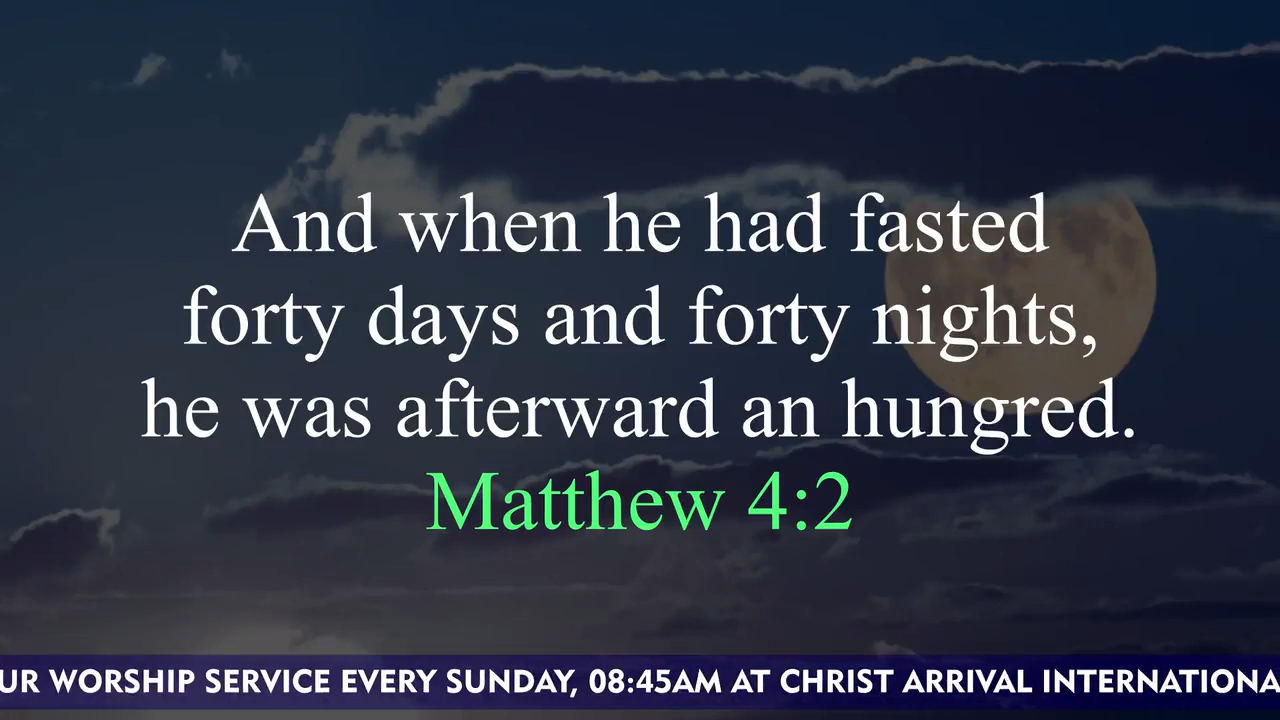 And when he had fasted
forty days and forty nights,
he was afterward an hungred.
Matthew 4:2
UR WORSHIP SERVICE EVERY SUNDAY, 08:45AM AT CHRIST ARRIVAL INTERNATIONA